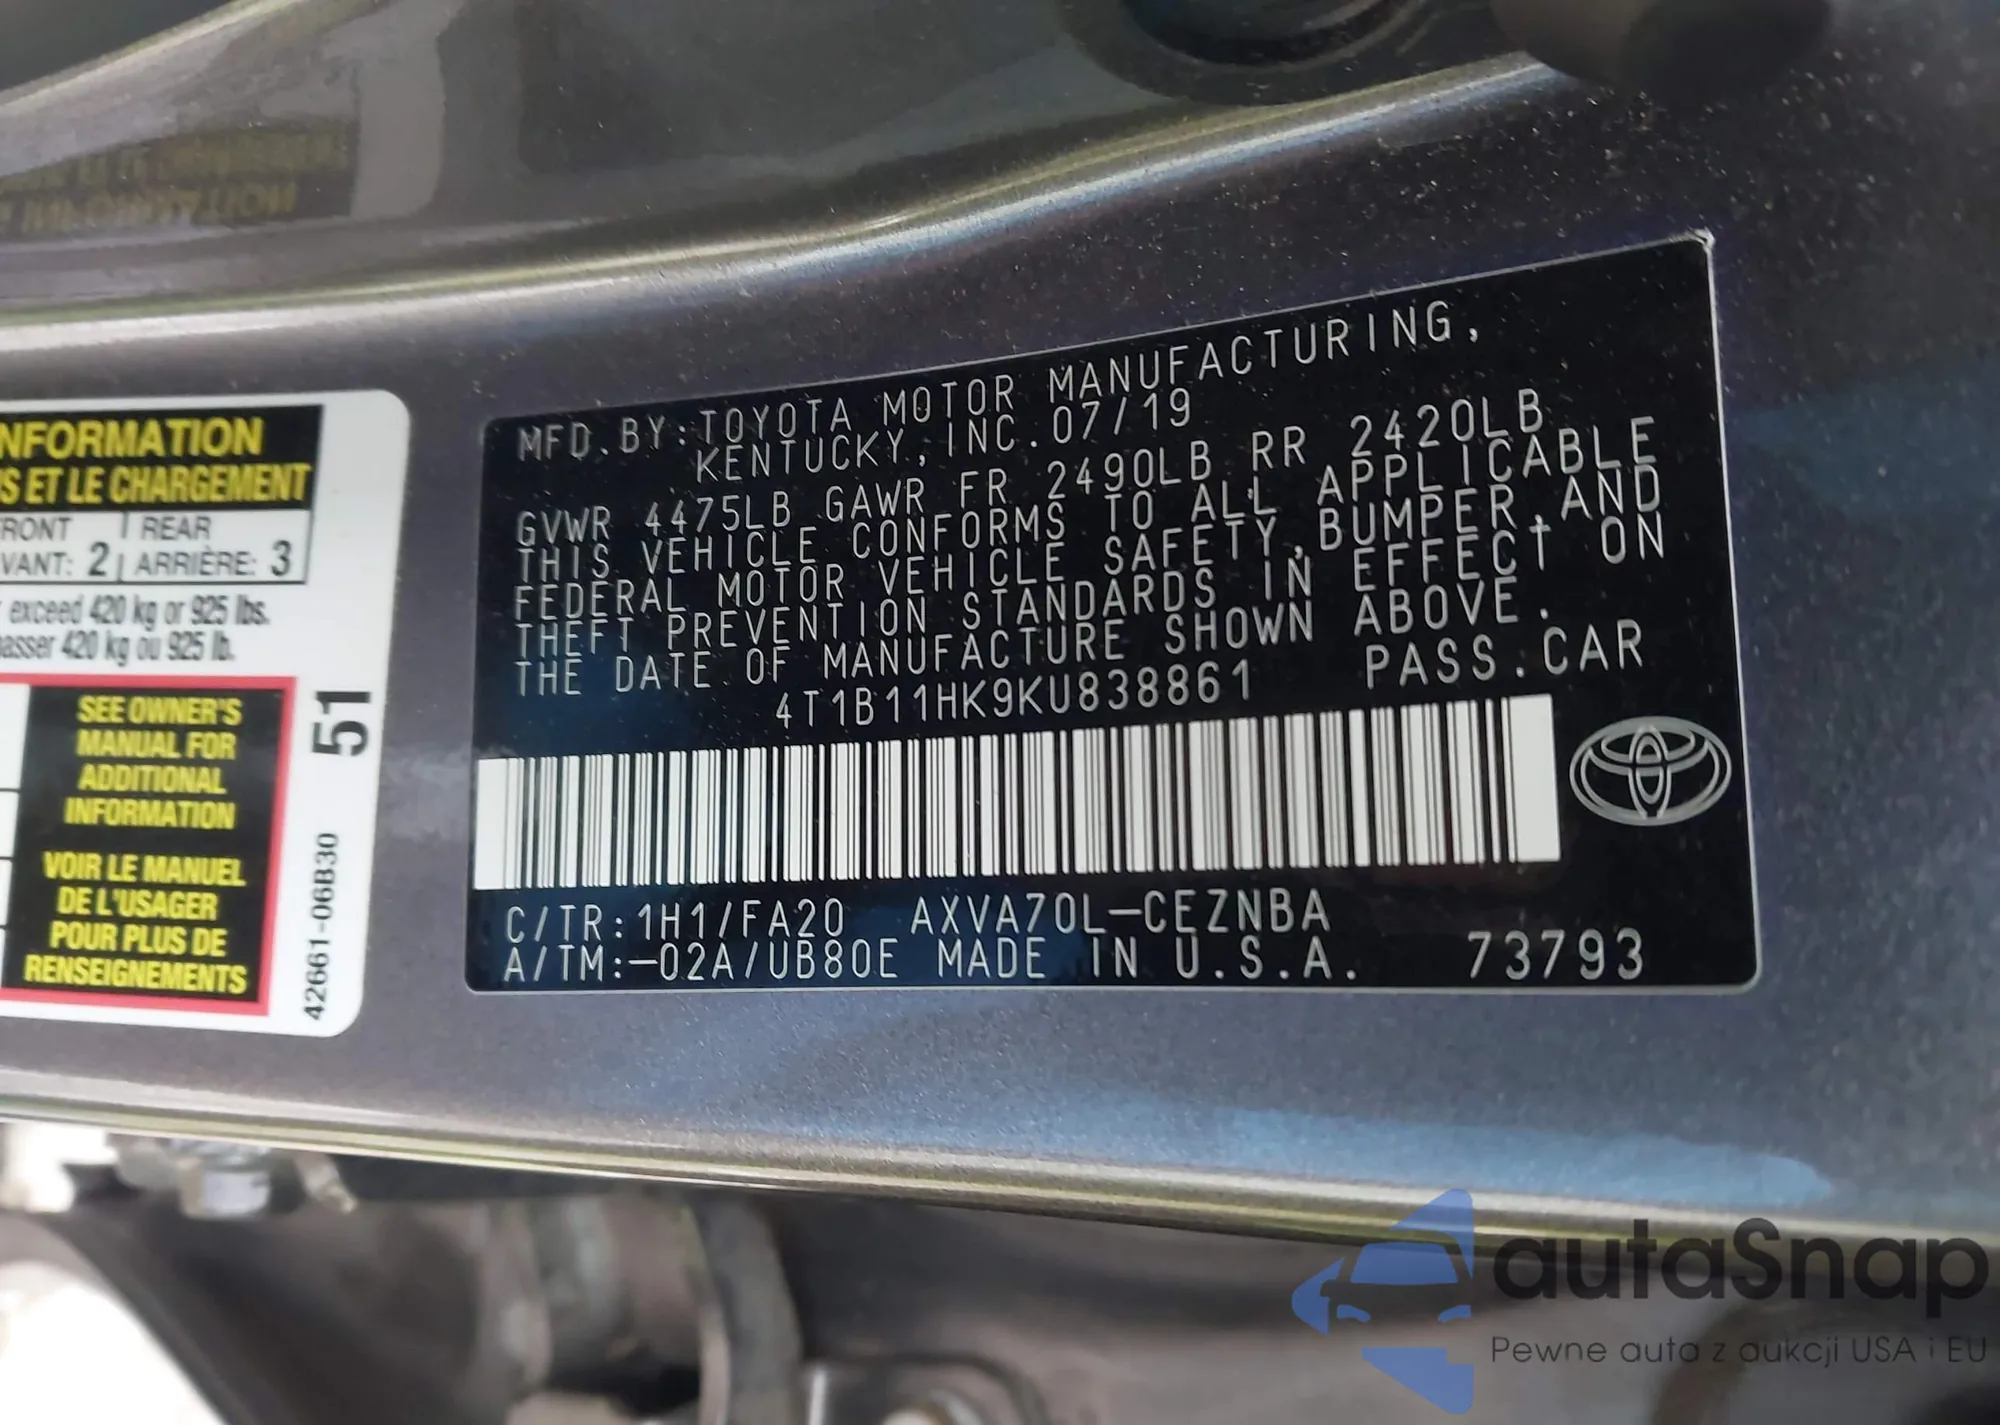 NFORMATION
S ET LE CHARGEMENT
RONT REAR
VANT: 2 ARRIÈRE: 3
exceed 420 kg or 925 lbs.
asser 420 kg ou 925 lb.
SEE OWNER'S
MANUAL FOR
ADDITIONAL
INFORMATION
VOIR LE MANUEL
DE L'USAGER
POUR PLUS DE
RENSEIGNEMENTS
51
42661-06B30
MFD.BY:TOYOTA MOTOR MANUFACTURING,
KENTUCKY,INC.07/19
GVWR 4475LB GAWR FR 2490LB RR 2420LB
THIS VEHICLE CONFORMS TO ALL APPLICABLE
FEDERAL MOTOR VEHICLE SAFETY,BUMPER,AND
THEFT PREVENTION STANDARDS IN EFFECT ON
THE DATE OF MANUFACTURE SHOWN ABOVE.
4T1B11HK9KU838861 PASS.CAR
C/TR:1H1/FA20 AXVA70L-CEZNBA
A/TM:-02A/UB80E MADE IN U.S.A. 73793
autaSnap
Pewne auta z aukcji USA i EU